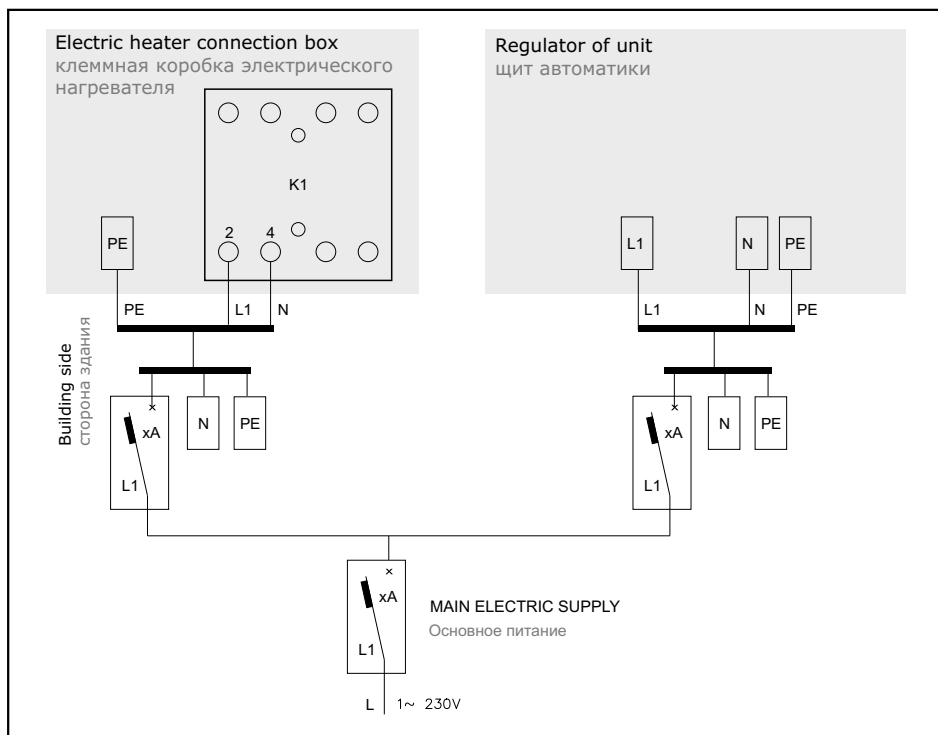 Electric heater connection box
клеммная коробка электрического
нагревателя
K1
2 4
PE
PE L1 N
Regulator of unit
щит автоматики
L1 N PE
L1 N PE
Building side
сторона здания
xA
L1
N PE
xA
L1
N PE
xA
L1
MAIN ELECTRIC SUPPLY
Основное питание
L 1~ 230V